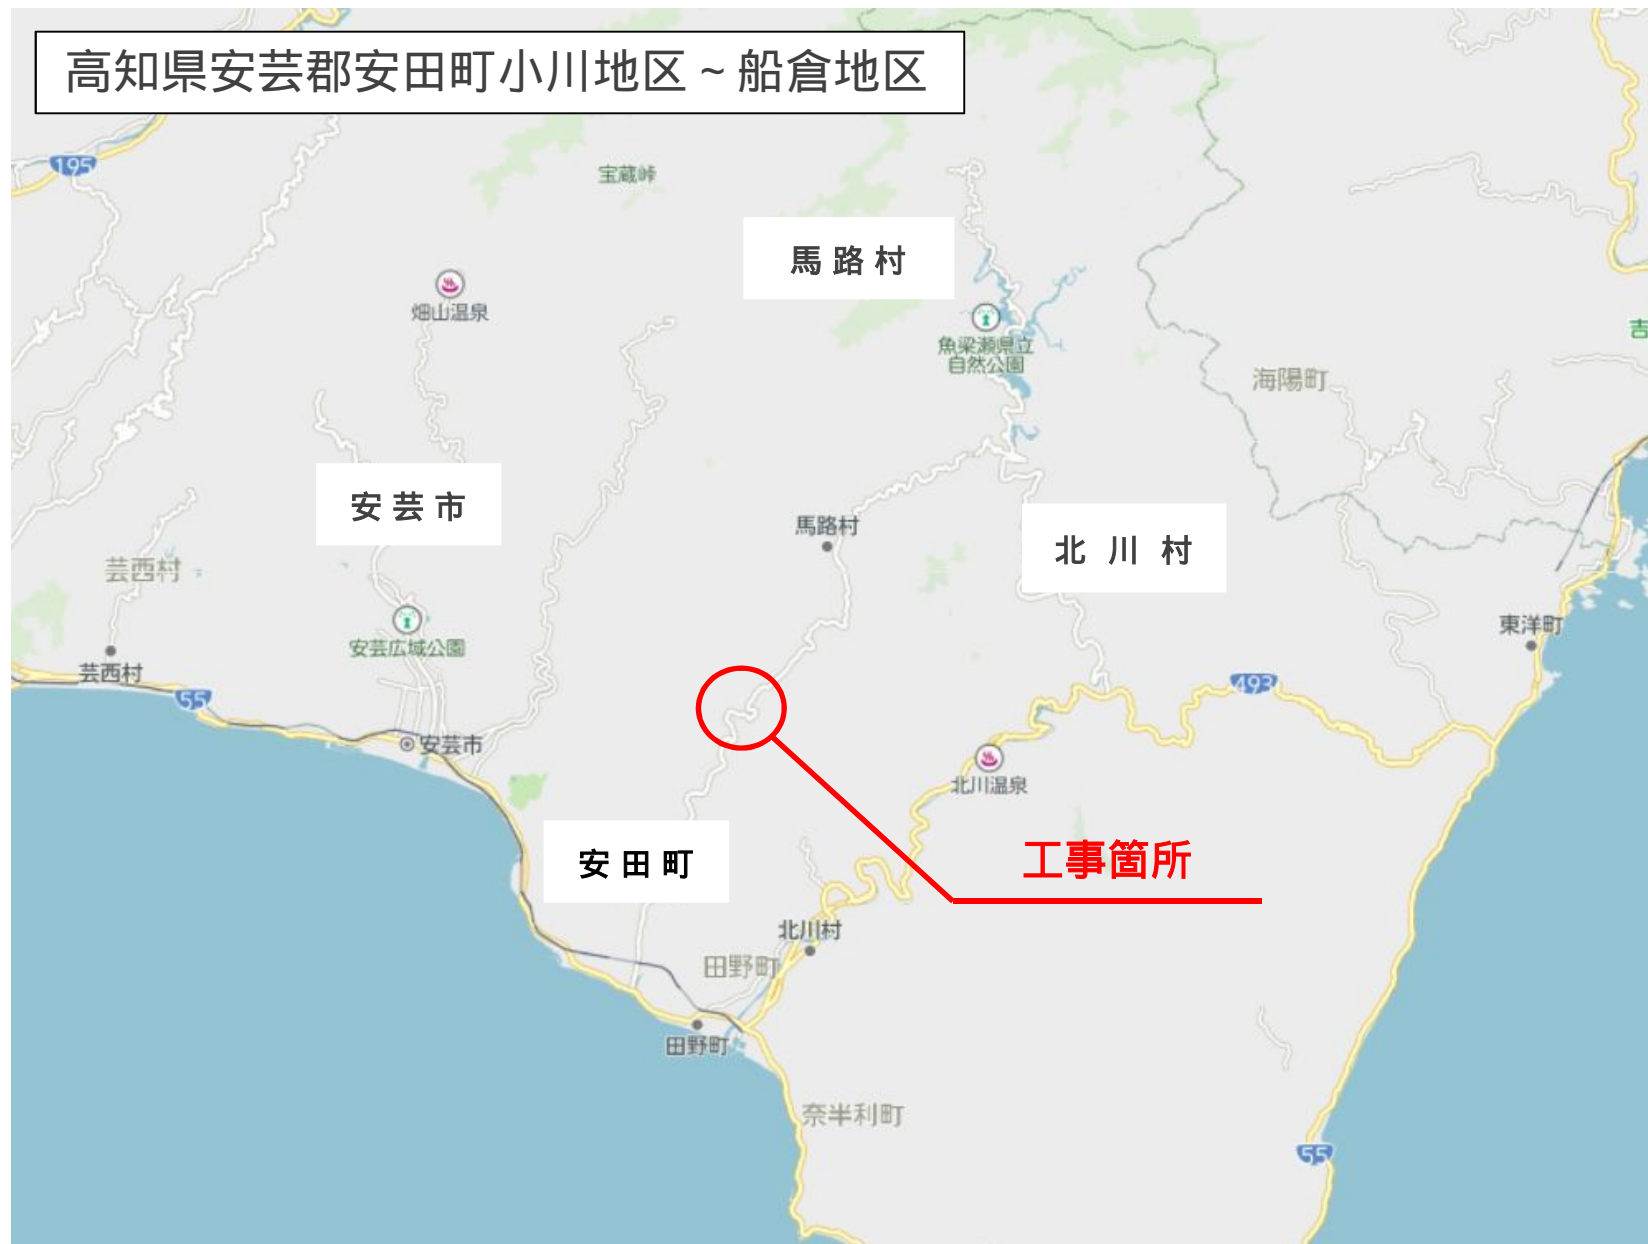 高知県安芸郡安田町小川地区~船倉地区
195
宝蔵峠
馬路村
畑山温泉
魚梁瀬県立
自然公園
吉
海陽町
安芸市
馬路村
北川村
芸西村
安芸広域公園
東洋町
芸西村
55
493
安芸市
北川温泉
工事箇所
安田町
北川村
田野町
田野町
奈半利町
55